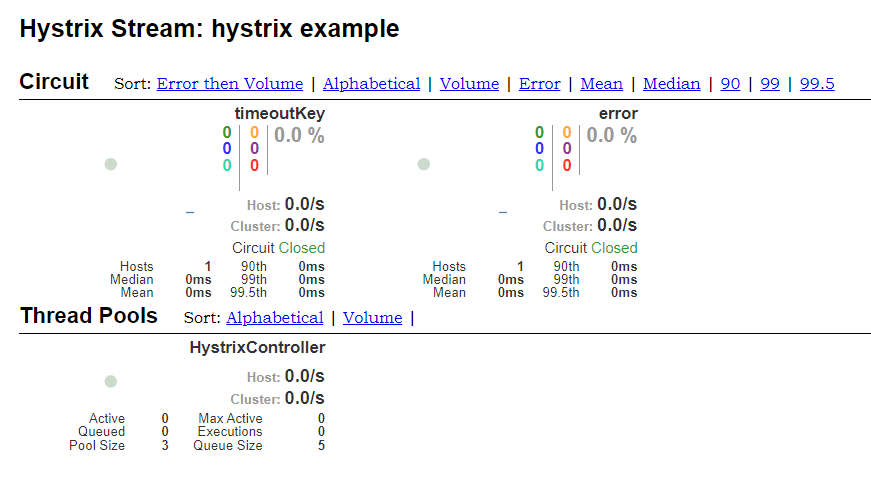 Hystrix Stream: hystrix example
Circuit Sort: Error then Volume | Alphabetical | Volume | Error | Mean | Median | 90 | 99 | 99.5
timeoutKey
0 0 0.0 %
0 0
0 0
Host: 0.0/s
Cluster: 0.0/s
Circuit Closed
Hosts 1 90th 0ms
Median 0ms 99th 0ms
Mean 0ms 99.5th 0ms
error
0 0 0.0 %
0 0
0 0
Host: 0.0/s
Cluster: 0.0/s
Circuit Closed
Hosts 1 90th 0ms
Median 0ms 99th 0ms
Mean 0ms 99.5th 0ms
Thread Pools Sort: Alphabetical | Volume |
HystrixController
Host: 0.0/s
Cluster: 0.0/s
Active 0 Max Active 0
Queued 0 Executions 0
Pool Size 3 Queue Size 5